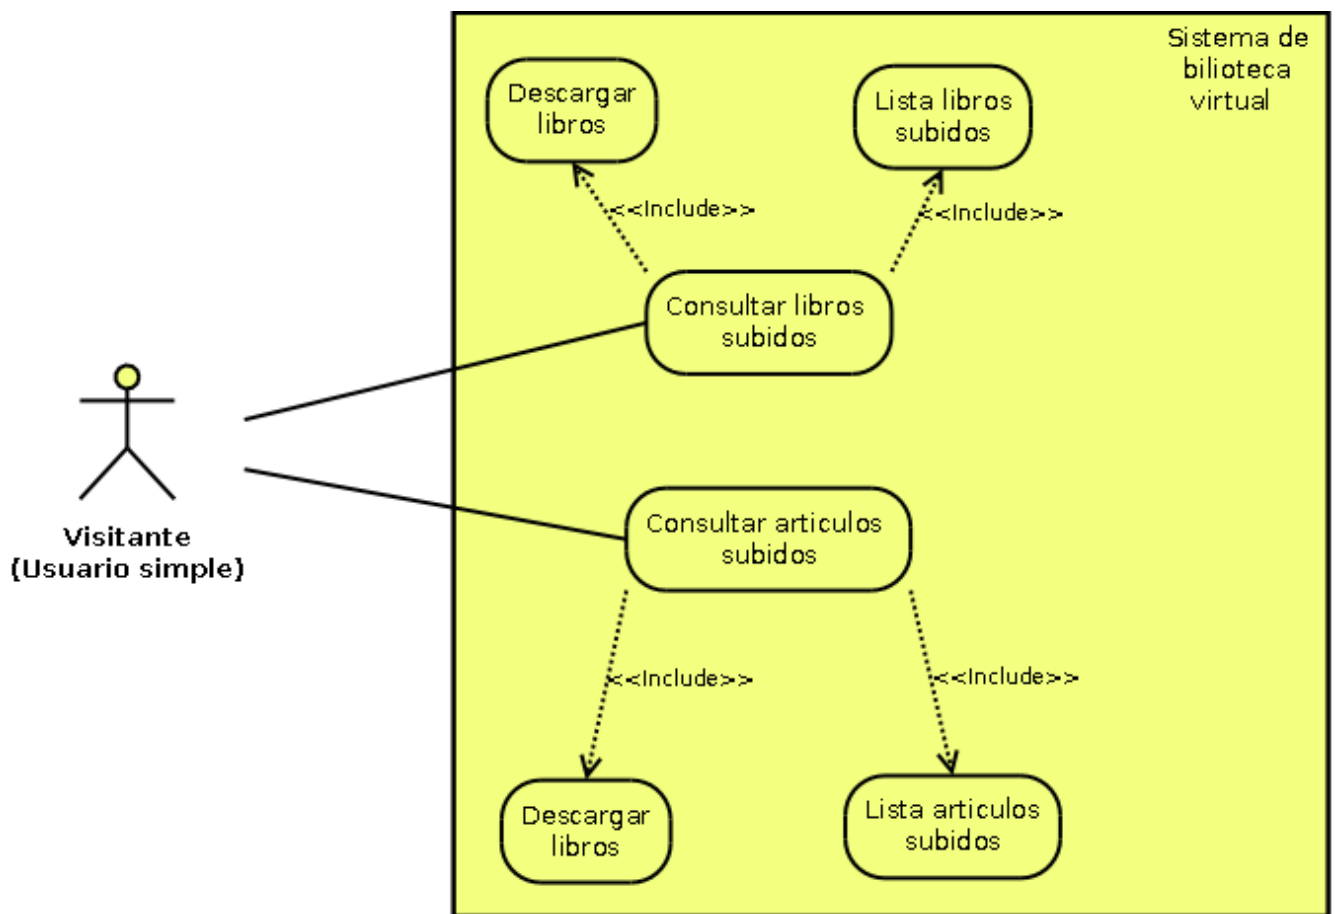 Sistema de
bilioteca
virtual
Descargar
libros
Lista libros
subidos
<<Include>>
<<Include>>
Consultar libros
subidos
Visitante
(Usuario simple)
Consultar articulos
subidos
<<Include>>
<<Include>>
Descargar
libros
Lista articulos
subidos